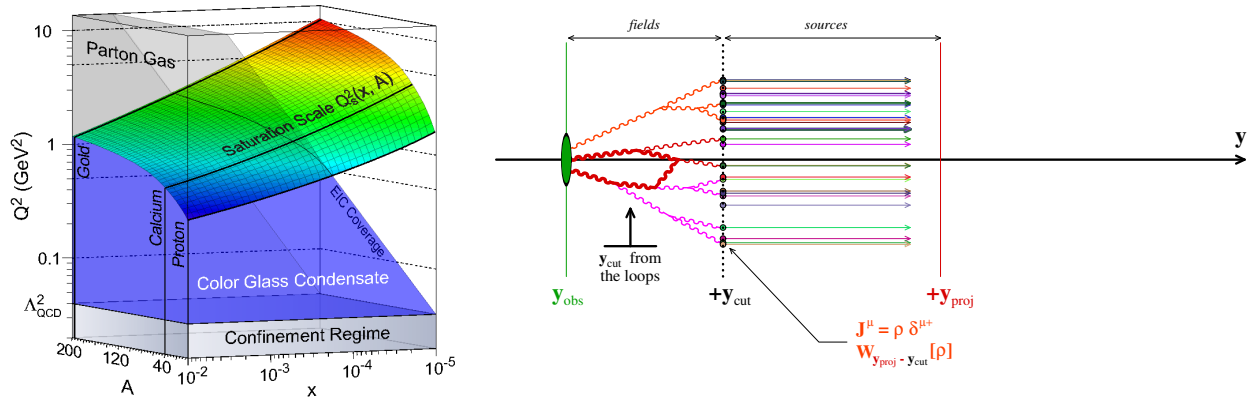 10
1
0.1
Λ²QCD
Q² (GeV²)
Parton Gas
Saturation Scale Q²s(x, A)
Gold
Calcium
Proton
EIC Coverage
Color Glass Condensate
Confinement Regime
200
120
40
A
10⁻²
10⁻³
10⁻⁴
10⁻⁵
x
fields
sources
y
ycut from
the loops
yobs
+ycut
+yproj
Jᵘ = ρ δᵘ⁺
Wyproj - ycut[ρ]